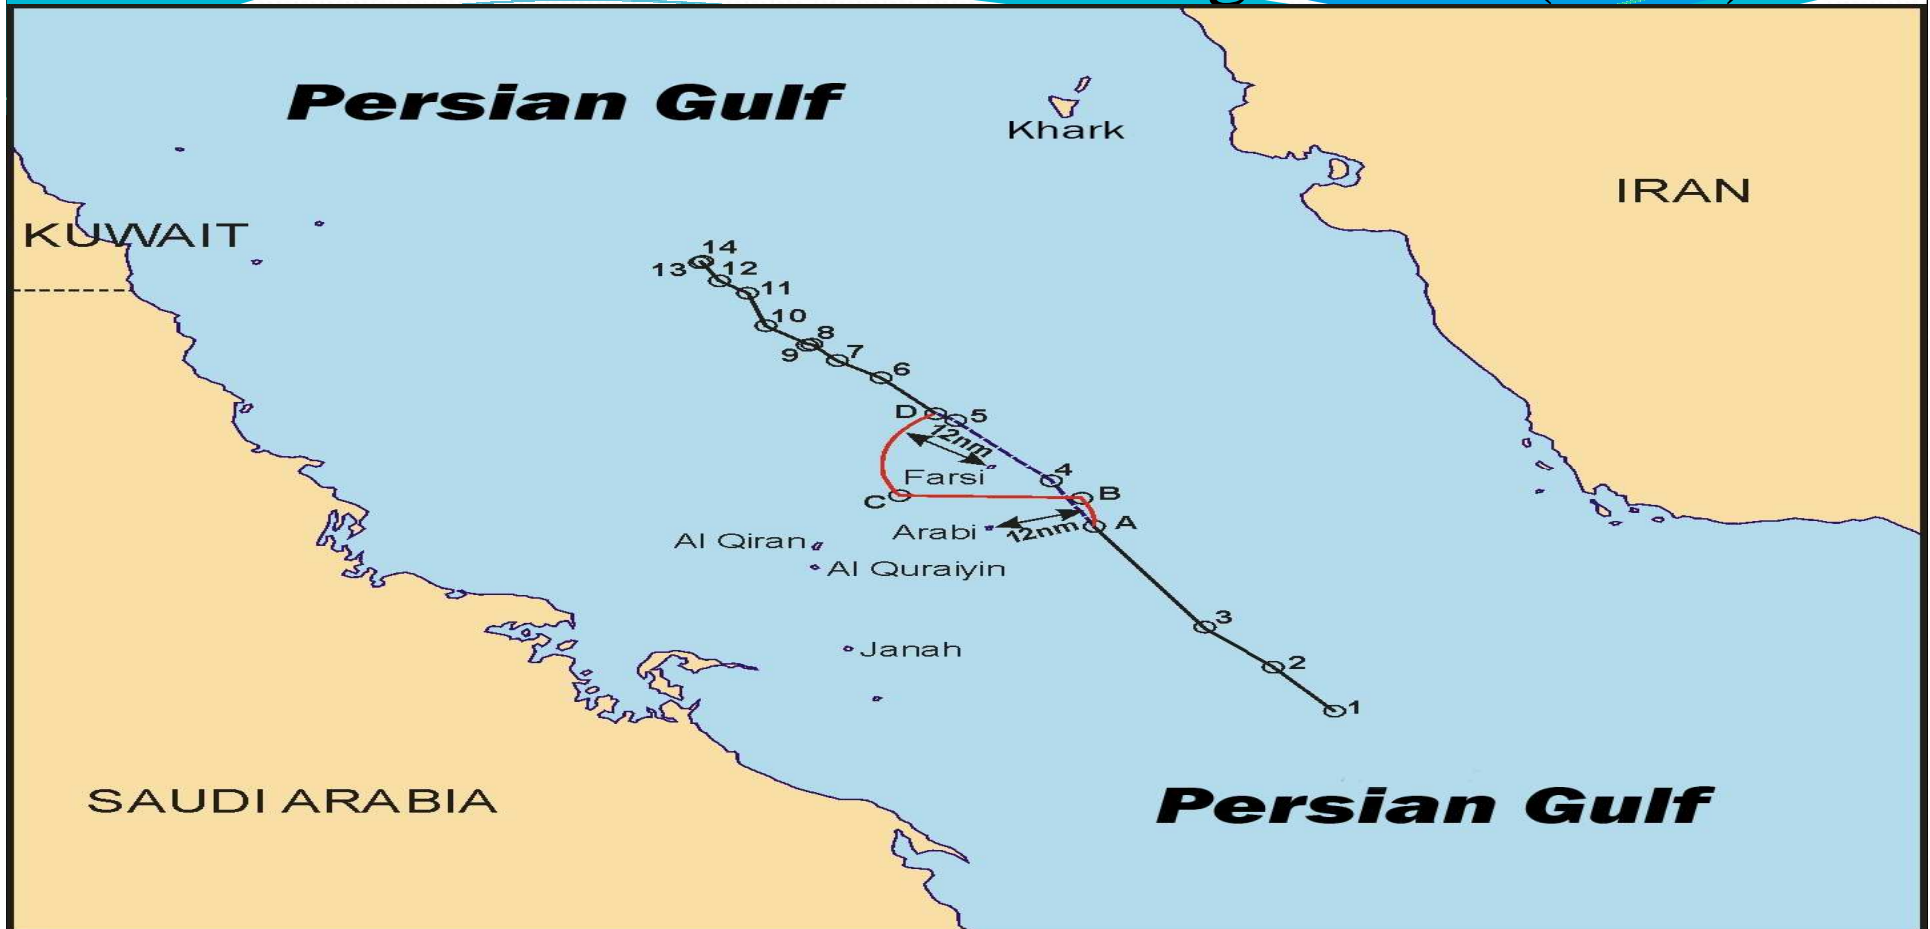 Persian Gulf
Khark
IRAN
KUWAIT
14
13
12
11
10
8
9
7
6
D
5
12nm
4
Farsi
C
B
A
Arabi
12nm
Al Qiran
Al Quraiyin
3
Janah
2
1
SAUDI ARABIA
Persian Gulf